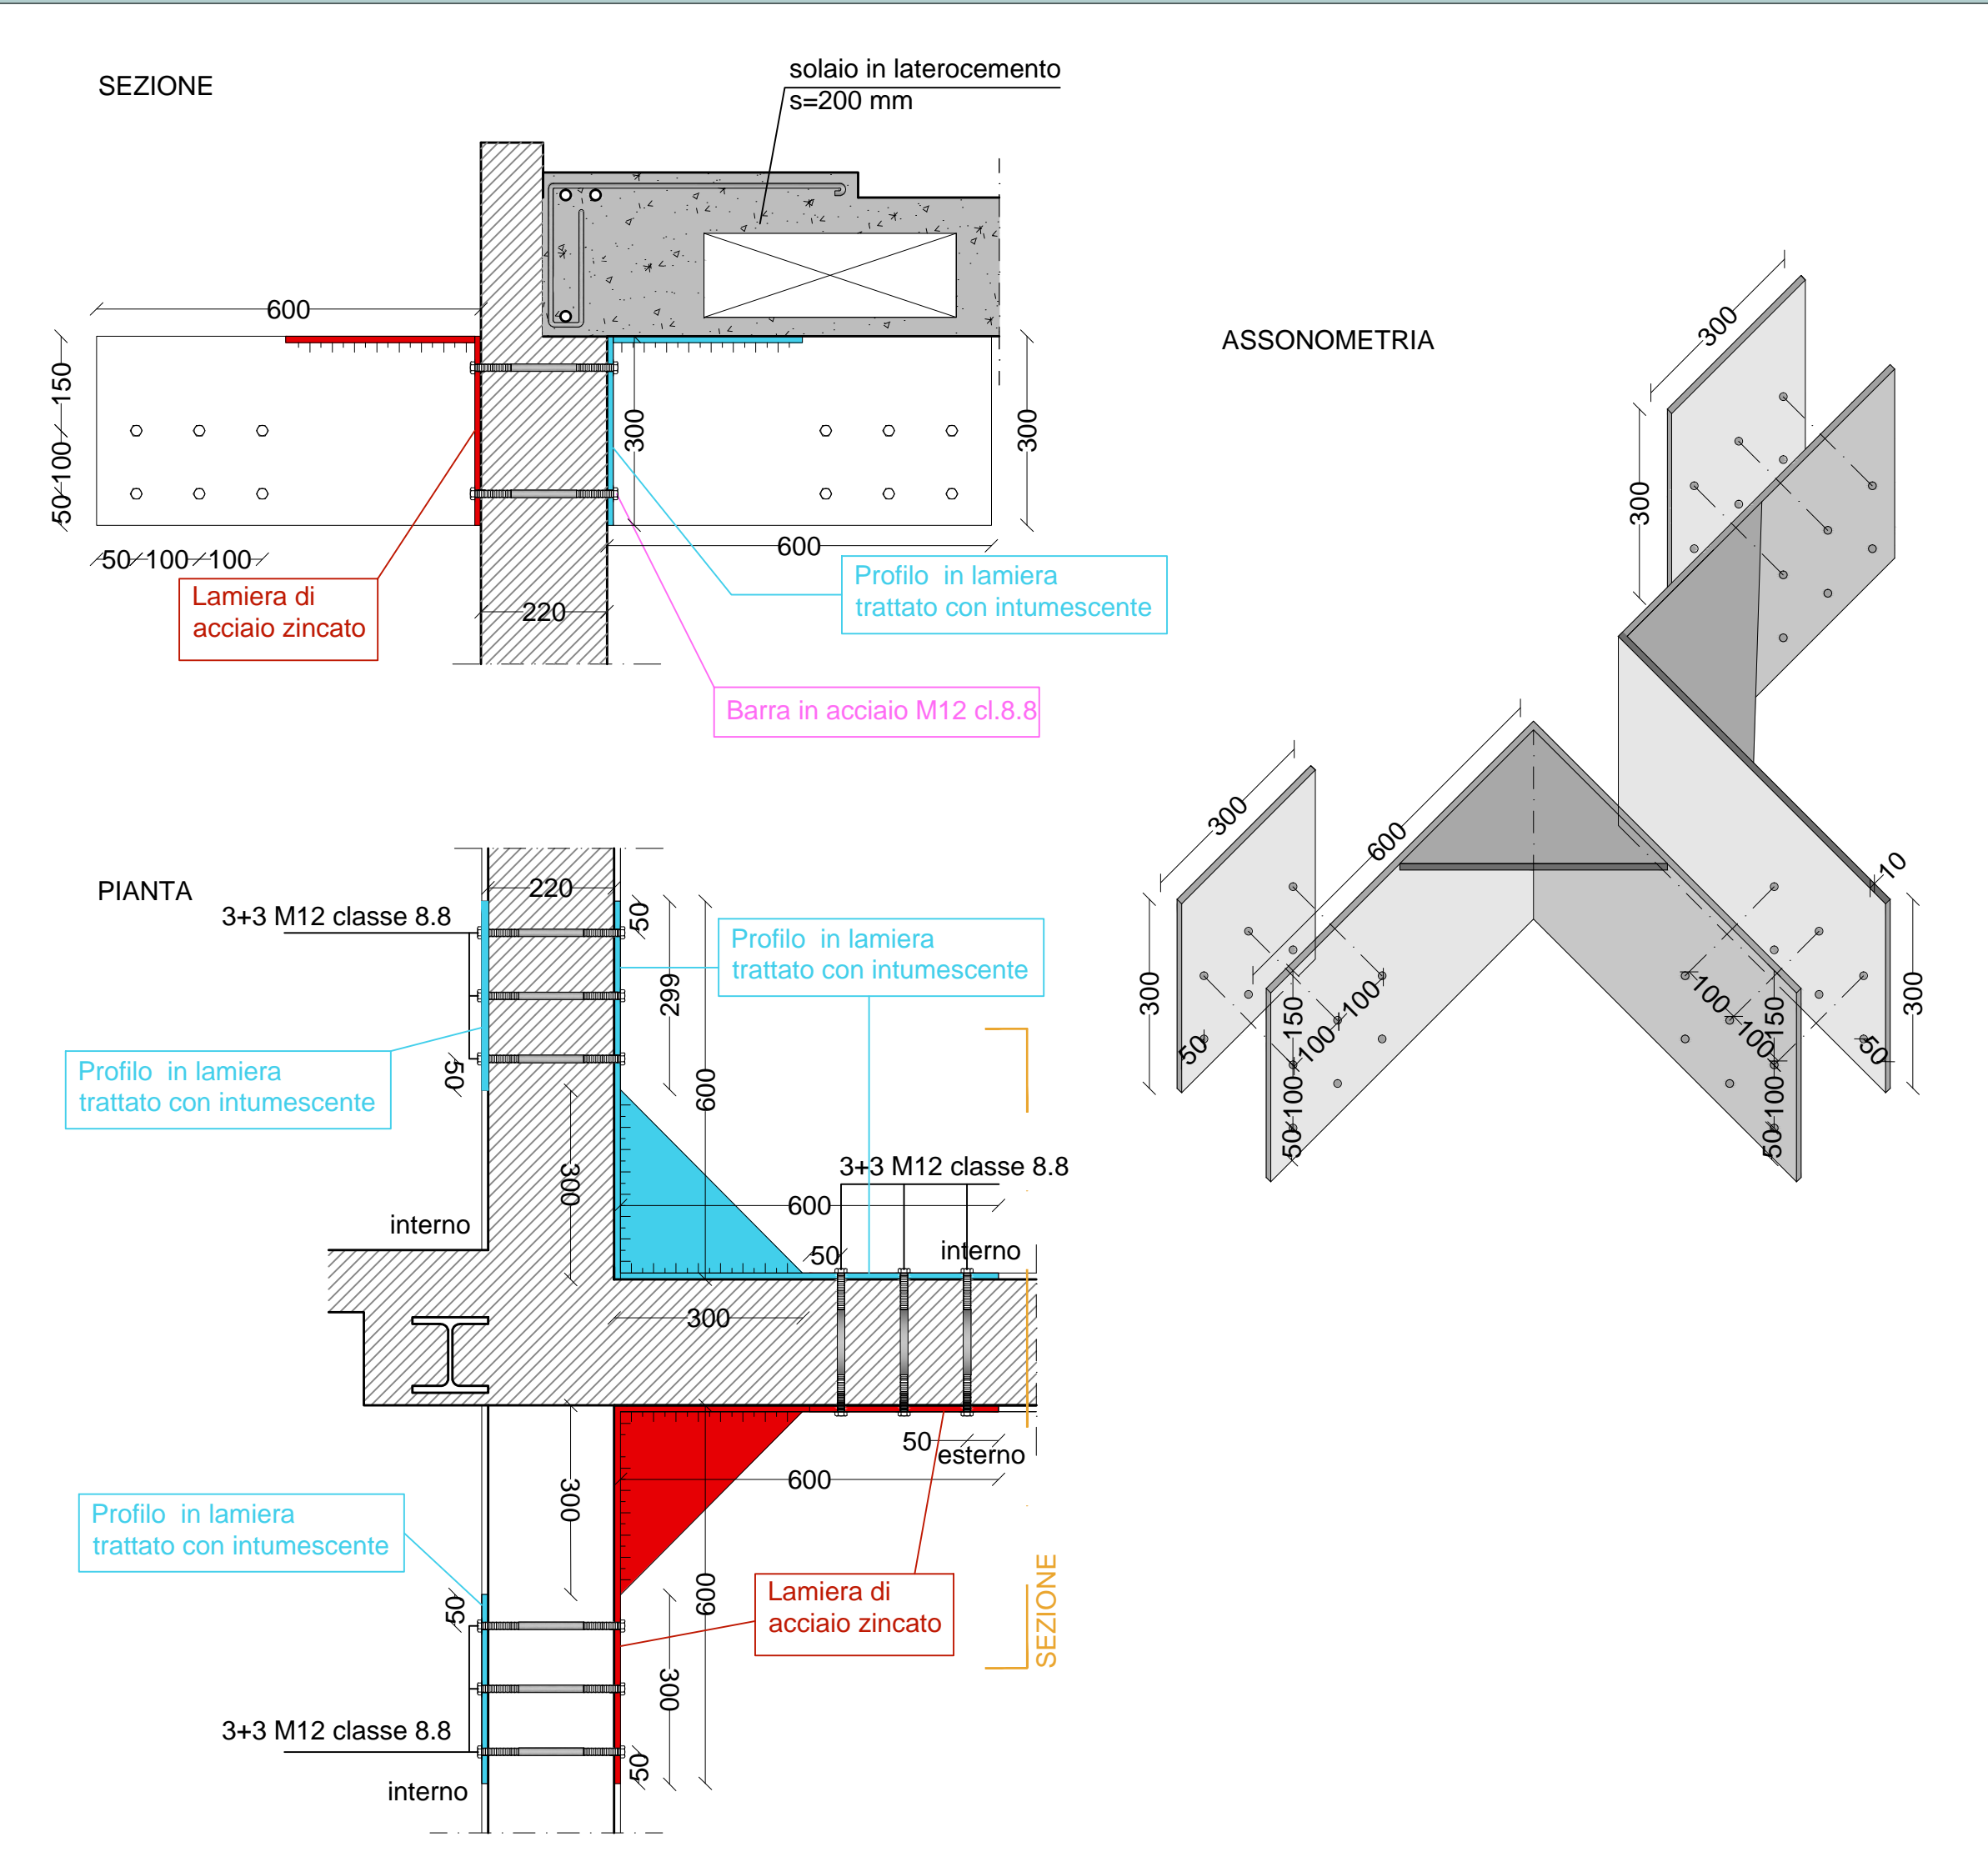 SEZIONE
solaio in laterocemento
s=200 mm
600
150
100
50
50
100
100
300
300
600
220
Lamiera di
acciaio zincato
Profilo in lamiera
trattato con intumescente
Barra in acciaio M12 cl.8.8
ASSONOMETRIA
300
300
300
600
10
300
300
50
100
100
150
100
50
100
100
150
100
50
50
PIANTA
220
3+3 M12 classe 8.8
50
299
600
Profilo in lamiera
trattato con intumescente
Profilo in lamiera
trattato con intumescente
50
300
3+3 M12 classe 8.8
600
50
interno
interno
300
50
esterno
600
300
600
Profilo in lamiera
trattato con intumescente
Lamiera di
acciaio zincato
SEZIONE
50
300
3+3 M12 classe 8.8
50
interno